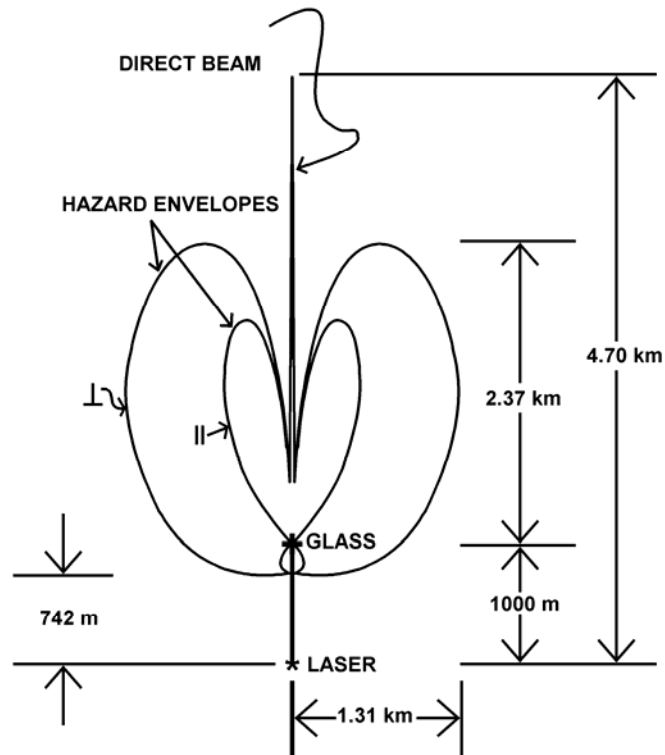 DIRECT BEAM
HAZARD ENVELOPES
⊥
||
2.37 km
4.70 km
GLASS
742 m
1000 m
LASER
1.31 km